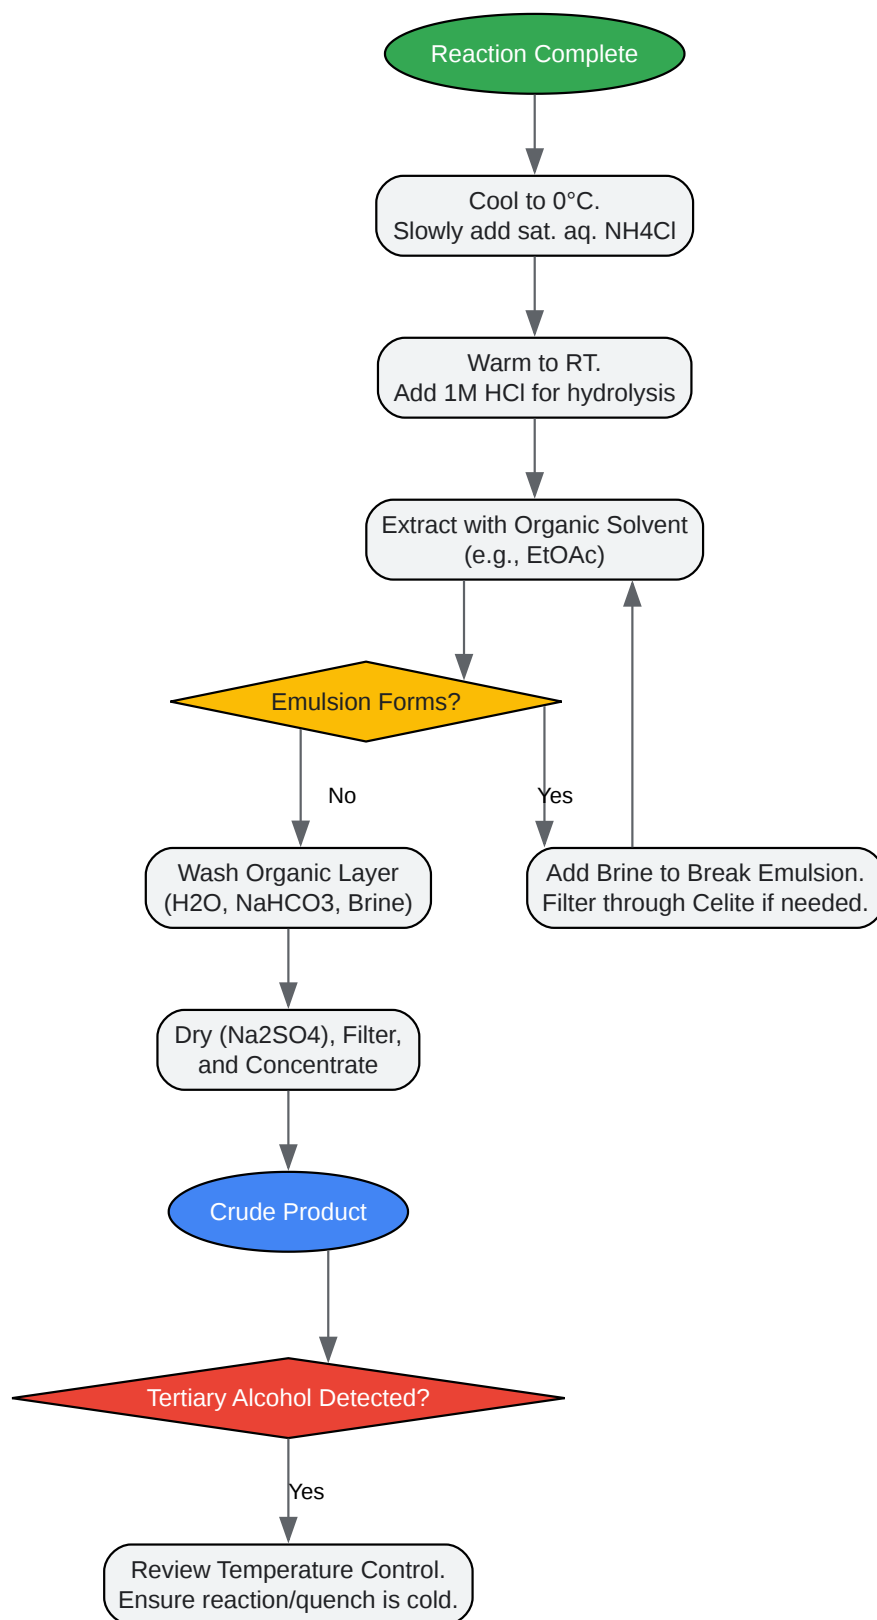 Reaction Complete
Cool to 0°C.
Slowly add sat. aq. NH4Cl
Warm to RT.
Add 1M HCl for hydrolysis
Extract with Organic Solvent
(e.g., EtOAc)
Emulsion Forms?
No
Yes
Wash Organic Layer
(H2O, NaHCO3, Brine)
Add Brine to Break Emulsion.
Filter through Celite if needed.
Dry (Na2SO4), Filter,
and Concentrate
Crude Product
Tertiary Alcohol Detected?
Yes
Review Temperature Control.
Ensure reaction/quench is cold.